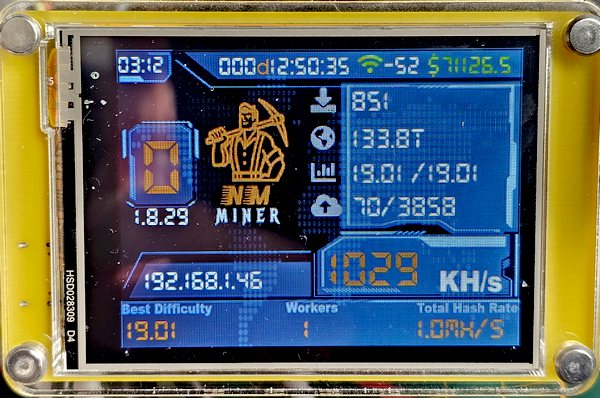 03:12 000d12:50:35 -52 $71126.5
851
133.8T
19.01/19.01
70/3858
0
NM
MINER
1.8.29
192.168.1.46
1029 KH/s
Best Difficulty Workers Total Hash Rate
19.01 1 1.0MH/S
HSD028309 D4